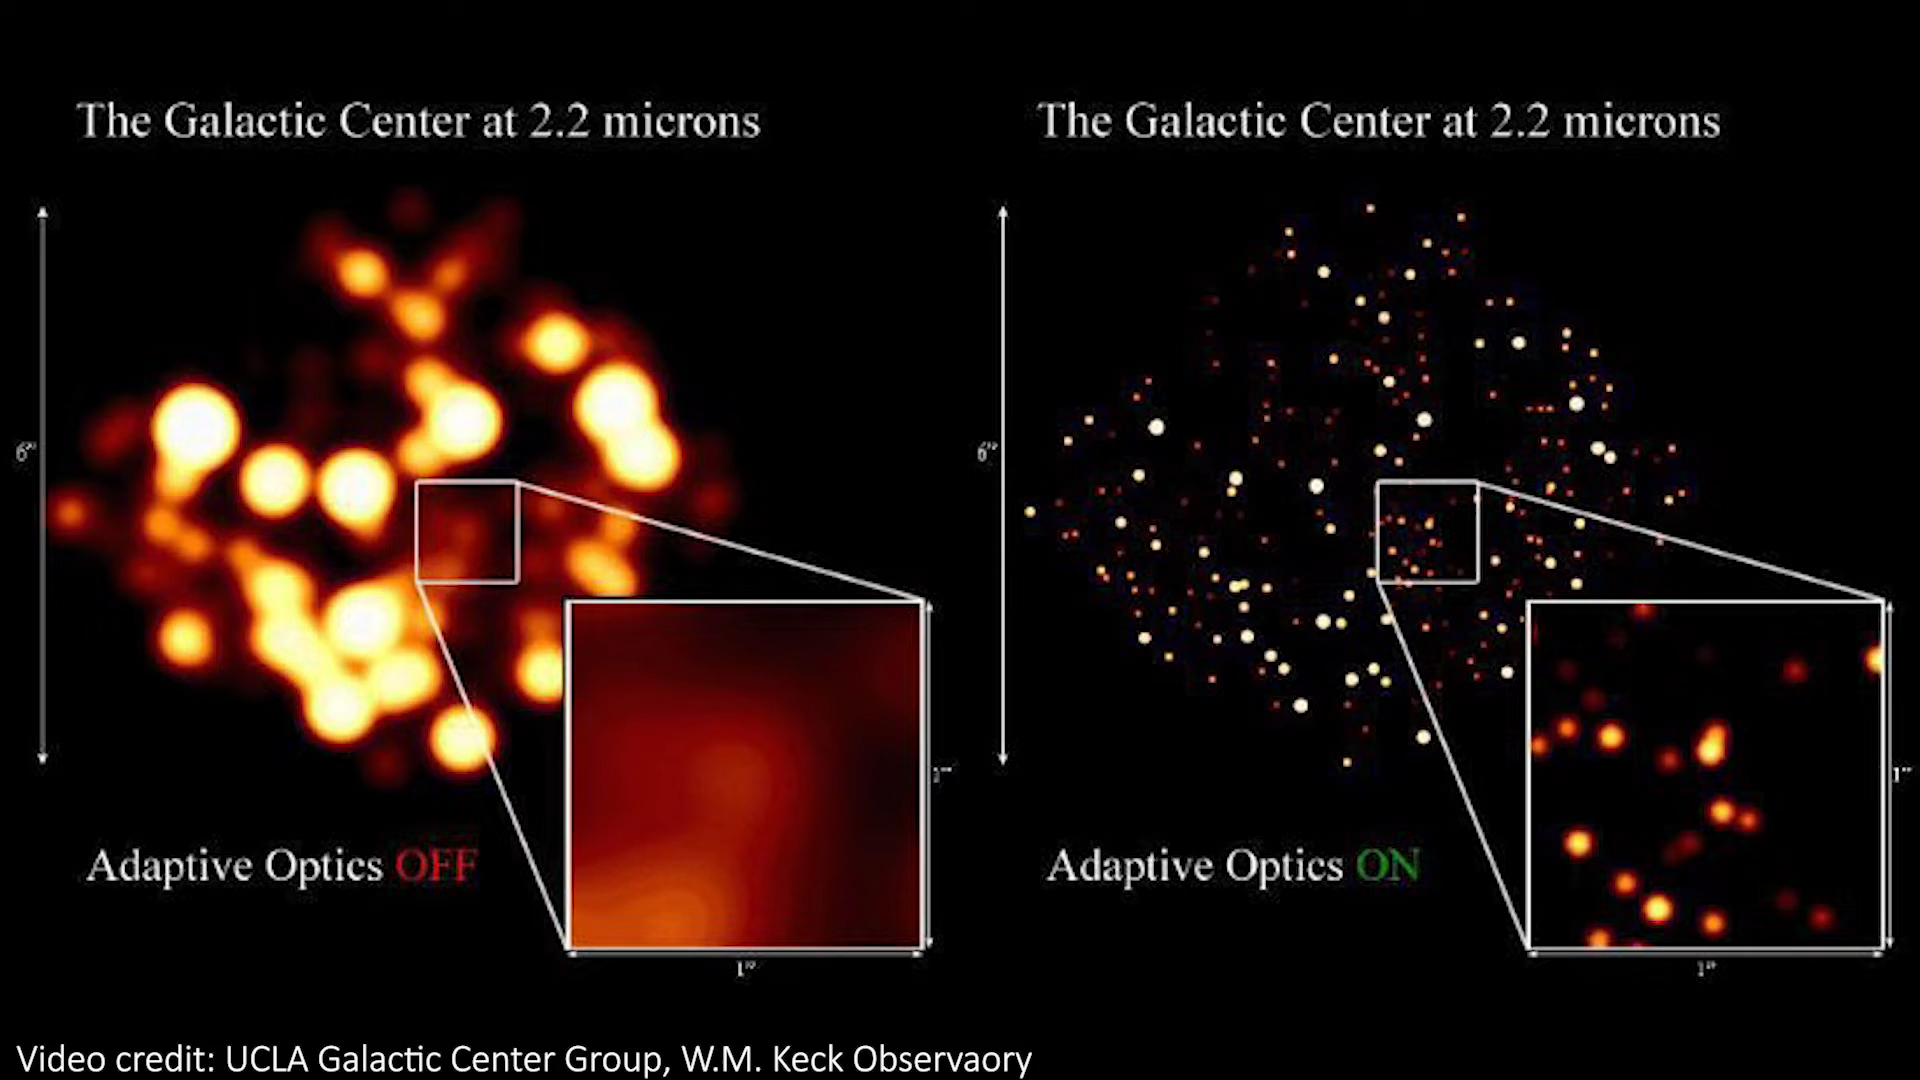 The Galactic Center at 2.2 microns
6"
1"
1"
Adaptive Optics OFF
The Galactic Center at 2.2 microns
6"
1"
1"
Adaptive Optics ON
Video credit: UCLA Galactic Center Group, W.M. Keck Observaory